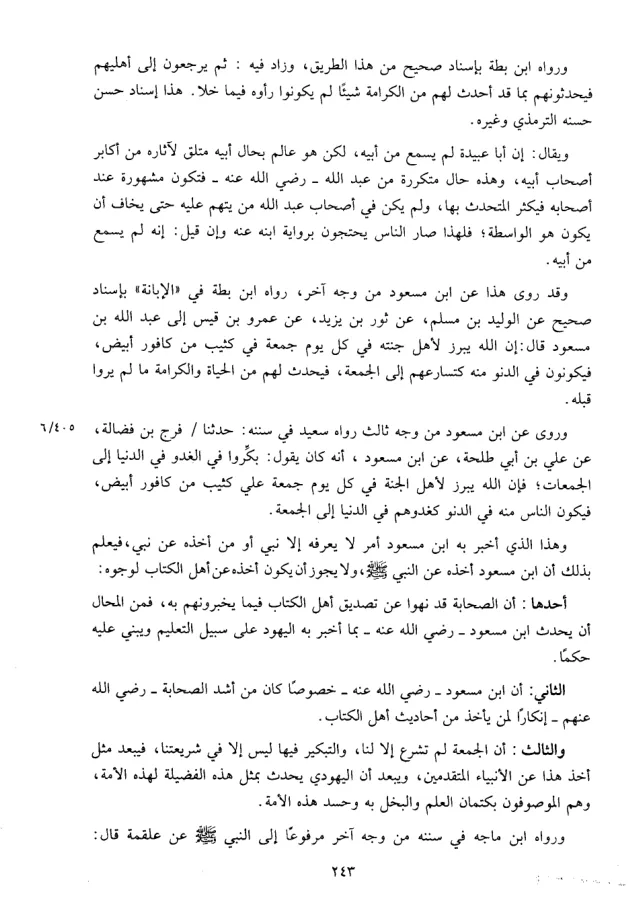 ورواه ابن بطة بإسناد صحيح من هذا الطريق، وزاد فيه : ثم يرجعون إلى أهليهم
فيحدثونهم بما قد أحدث لهم من الكرامة شيئًا لم يكونوا رأوه فيما خلا. هذا إسناد حسن
حسنه الترمذي وغيره.
ويقال: إن أبا عبيدة لم يسمع من أبيه، لكن هو عالم بحال أبيه متلق لآثاره من أكابر
أصحاب أبيه، وهذه حال متكررة من عبد الله ـ رضي الله عنه ـ فتكون مشهورة عند
أصحابه فيكثر المتحدث بها، ولم يكن في أصحاب عبد الله من يتهم عليه حتى يخاف أن
يكون هو الواسطة؛ فلهذا صار الناس يحتجون برواية ابنه عنه وإن قيل: إنه لم يسمع
من أبيه.
وقد روى هذا عن ابن مسعود من وجه آخر، رواه ابن بطة في «الإبانة» بإسناد
صحيح عن الوليد بن مسلم، عن ثور بن يزيد، عن عمرو بن قيس إلى عبد الله بن
مسعود قال:إن الله يبرز لأهل جنته في كل يوم جمعة في كثيب من كافور أبيض،
فيكونون في الدنو منه كتسارعهم إلى الجمعة، فيحدث لهم من الحياة والكرامة ما لم يروا
قبله.
وروى عن ابن مسعود من وجه ثالث رواه سعيد في سننه: حدثنا / فرج بن فضالة، ٦/٤٠٥
عن علي بن أبي طلحة، عن ابن مسعود ، أنه كان يقول: بكِّروا في الغدو في الدنيا إلى
الجمعات؛ فإن الله يبرز لأهل الجنة في كل يوم جمعة علي كثيب من كافور أبيض،
فيكون الناس منه في الدنو كغدوهم في الدنيا إلى الجمعة.
وهذا الذي أخبر به ابن مسعود أمر لا يعرفه إلا نبي أو من أخذه عن نبي،فيعلم
بذلك أن ابن مسعود أخذه عن النبي ﷺ،ولا يجوز أن يكون أخذه عن أهل الكتاب لوجوه:
أحدها : أن الصحابة قد نهوا عن تصديق أهل الكتاب فيما يخبرونهم به، فمن المحال
أن يحدث ابن مسعود ـ رضي الله عنه ـ بما أخبر به اليهود على سبيل التعليم ويبني عليه
حكمًا.
الثاني: أن ابن مسعود ـ رضي الله عنه ـ خصوصًا كان من أشد الصحابة ـ رضي الله
عنهم ـ إنكارًا لمن يأخذ من أحاديث أهل الكتاب.
والثالث : أن الجمعة لم تشرع إلا لنا، والتبكير فيها ليس إلا في شريعتنا، فيبعد مثل
أخذ هذا عن الأنبياء المتقدمين، ويبعد أن اليهودي يحدث بمثل هذه الفضيلة لهذه الأمة،
وهم الموصوفون بكتمان العلم والبخل به وحسد هذه الأمة.
ورواه ابن ماجه في سننه من وجه آخر مرفوعًا إلى النبي ﷺ عن علقمة قال:
٢٤٣